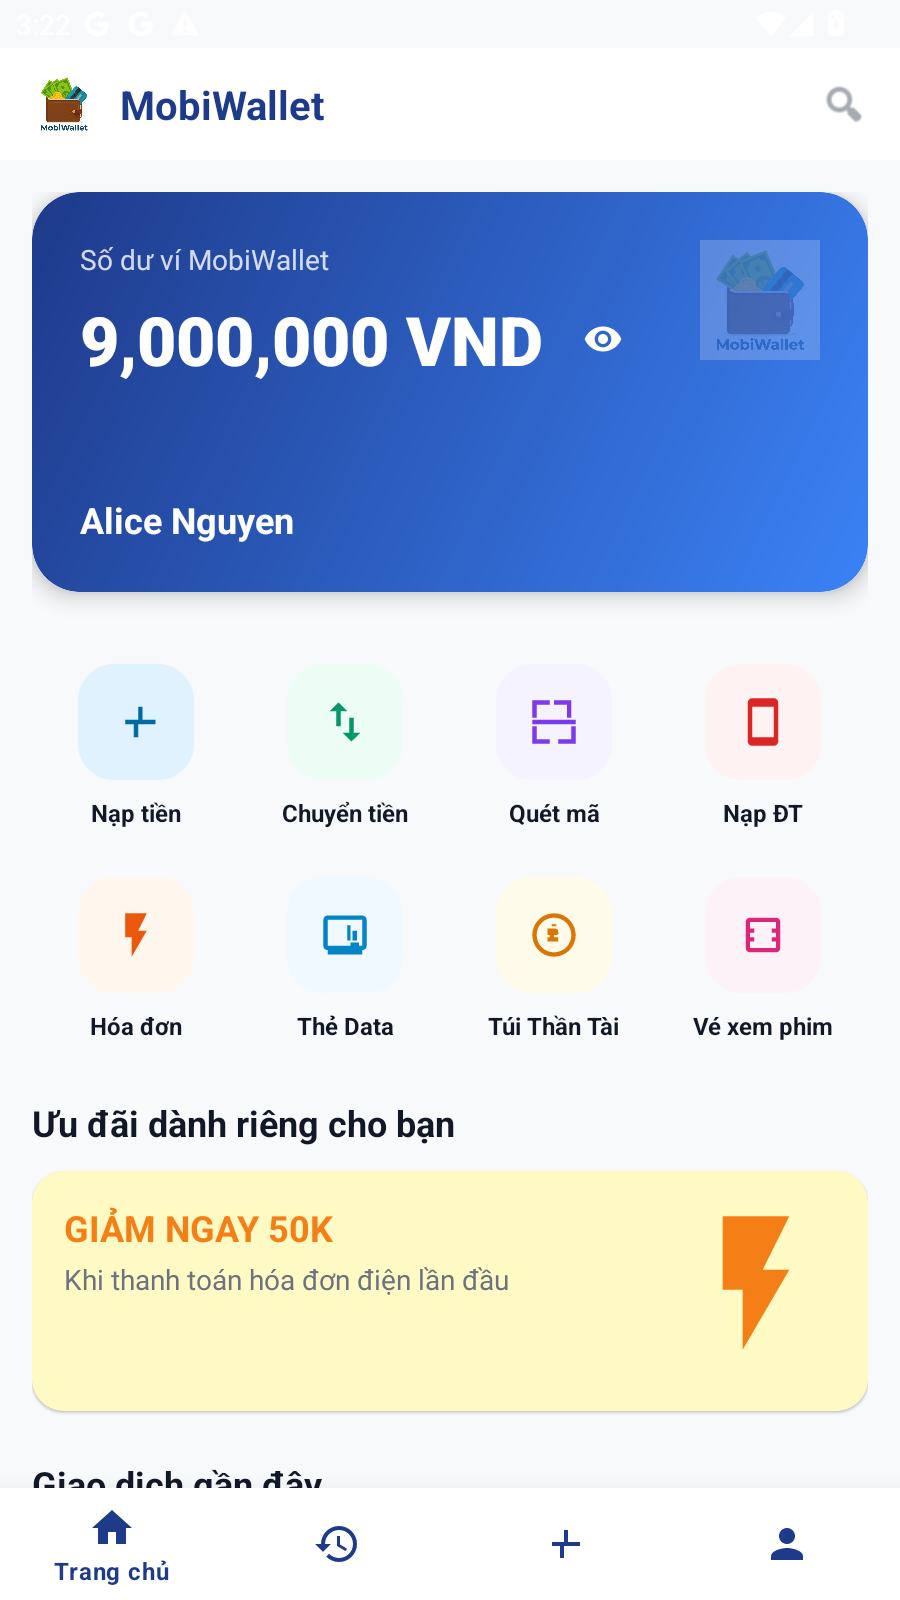 3:22
MobiWallet
MobiWallet
Số dư ví MobiWallet
9,000,000 VND
MobiWallet
Alice Nguyen
Nạp tiền
Chuyển tiền
Quét mã
Nạp ĐT
Hóa đơn
Thẻ Data
Túi Thần Tài
Vé xem phim
Ưu đãi dành riêng cho bạn
GIẢM NGAY 50K
Khi thanh toán hóa đơn điện lần đầu
Giao dịch gần đây
Trang chủ